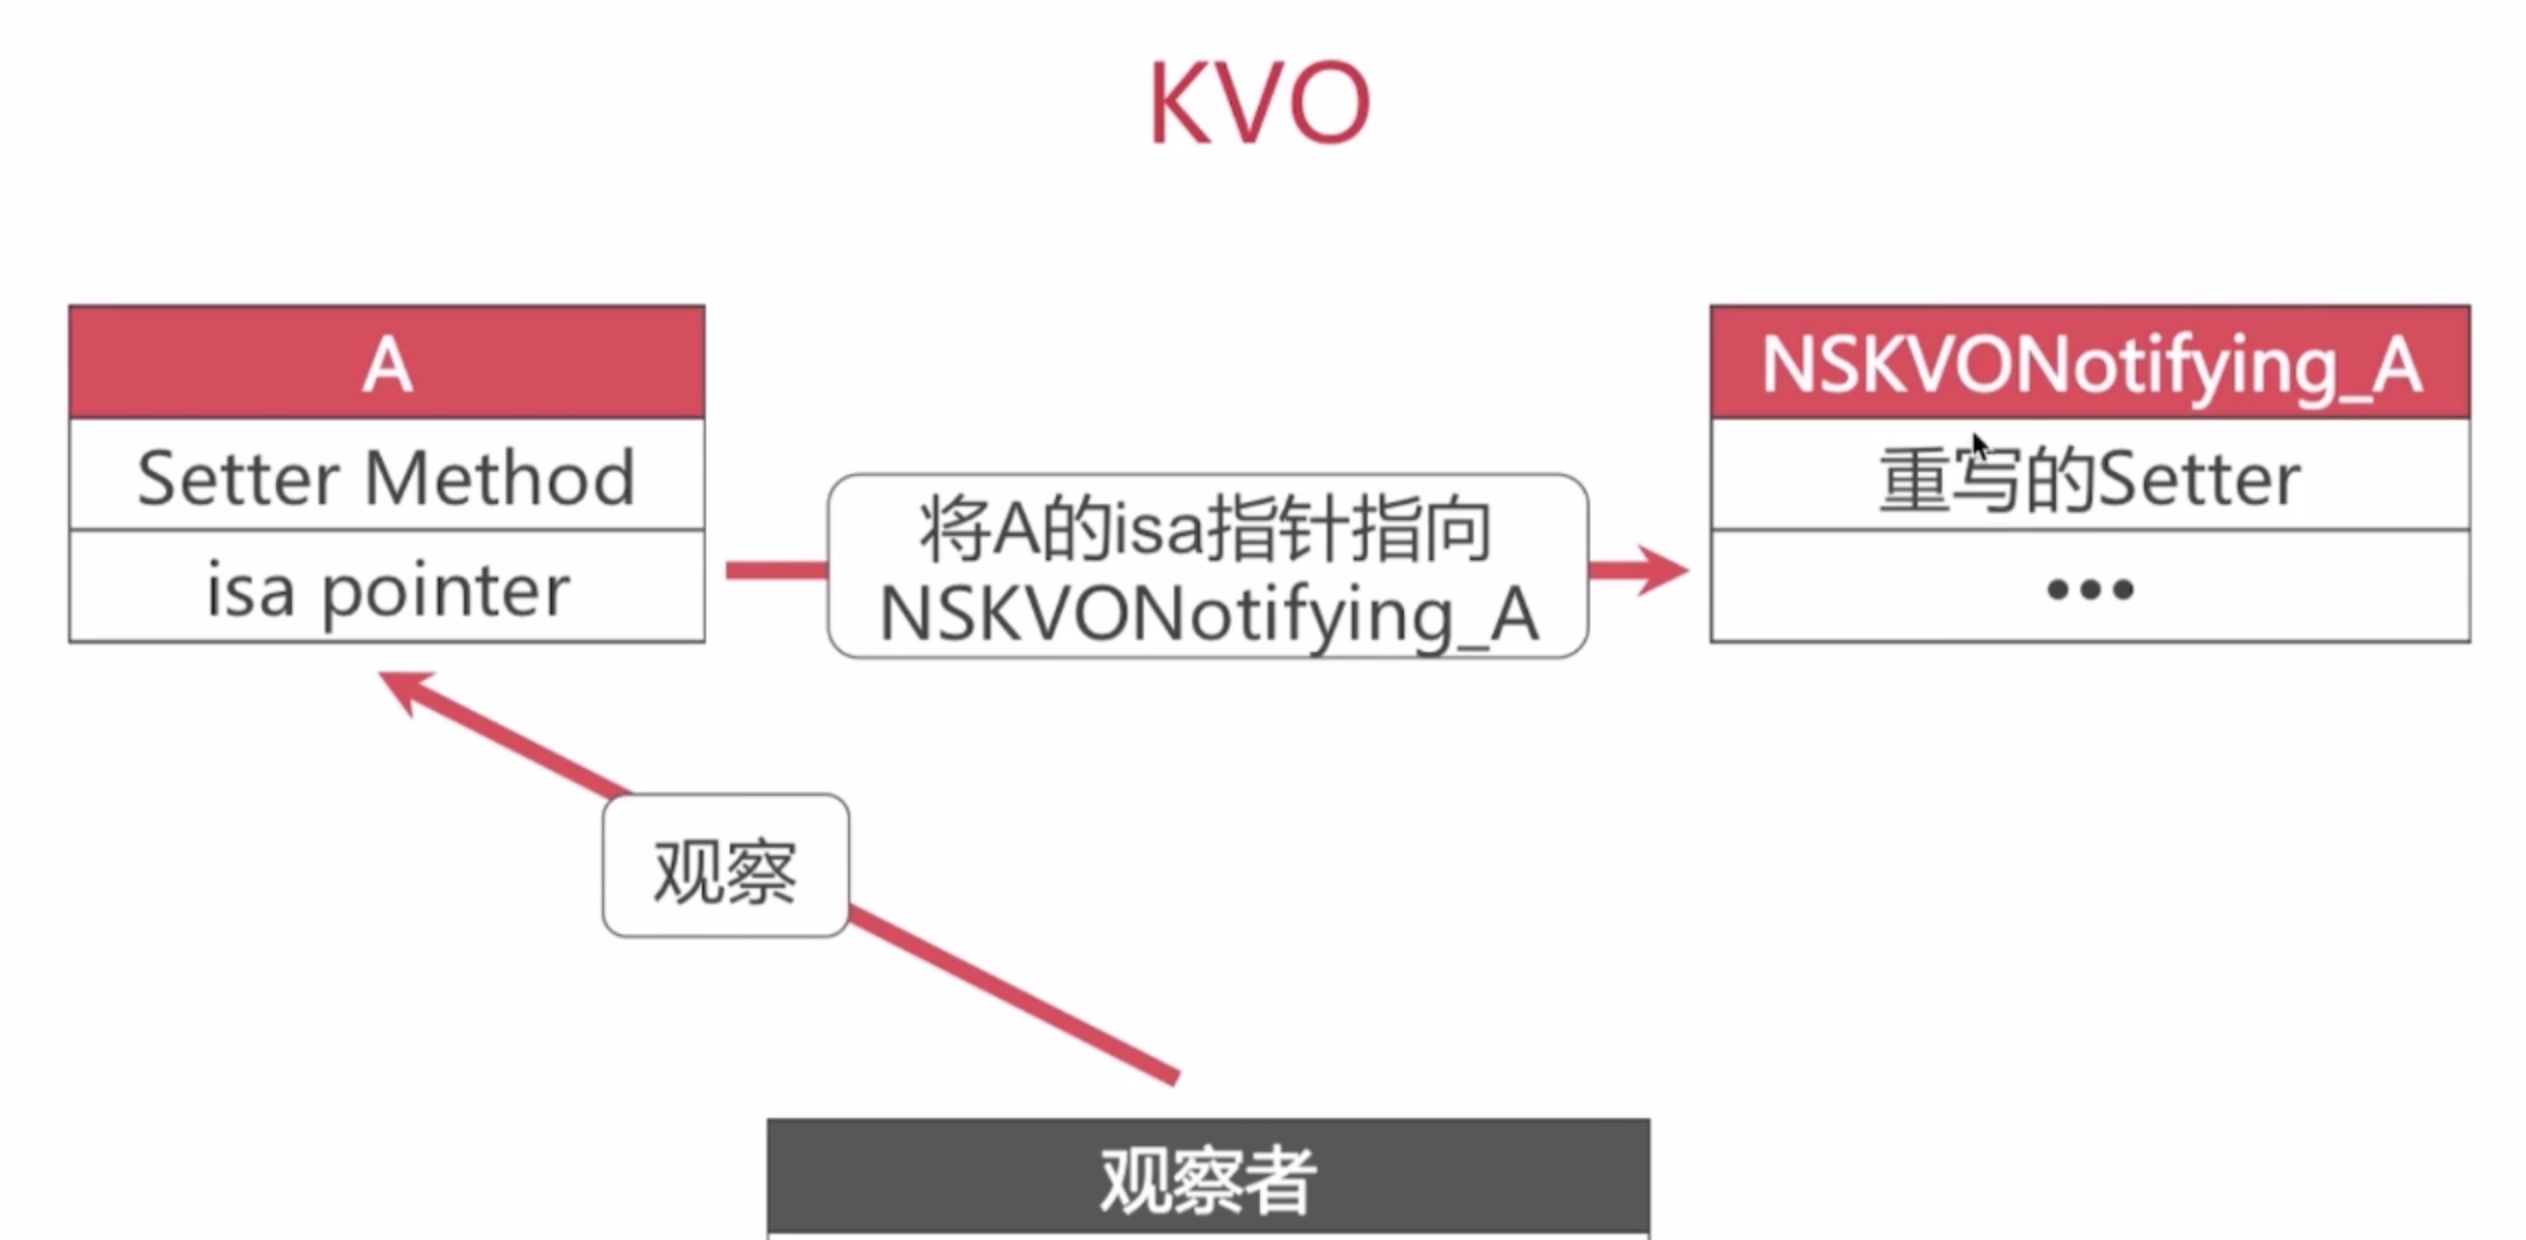 KVO
A
Setter Method
isa pointer
将A的isa指针指向
NSKVONotifying_A
NSKVONotifying_A
重写的Setter
•••
观察
观察者